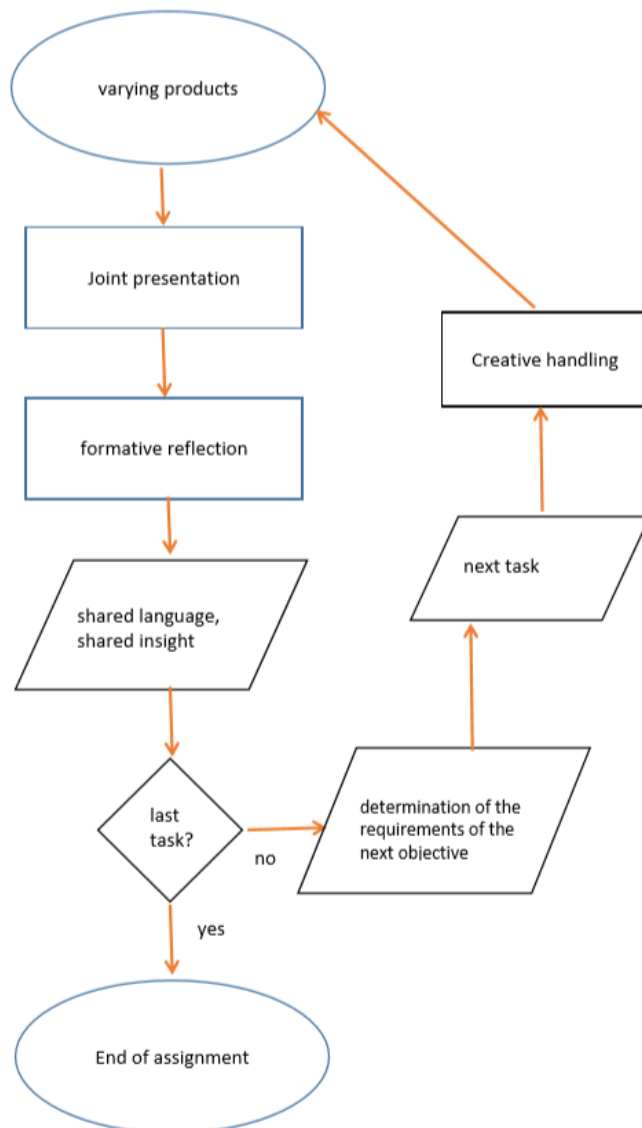 varying products
Joint presentation
Creative handling
formative reflection
next task
shared language,
shared insight
last
task?
no
determination of the
requirements of the
next objective
yes
End of assignment